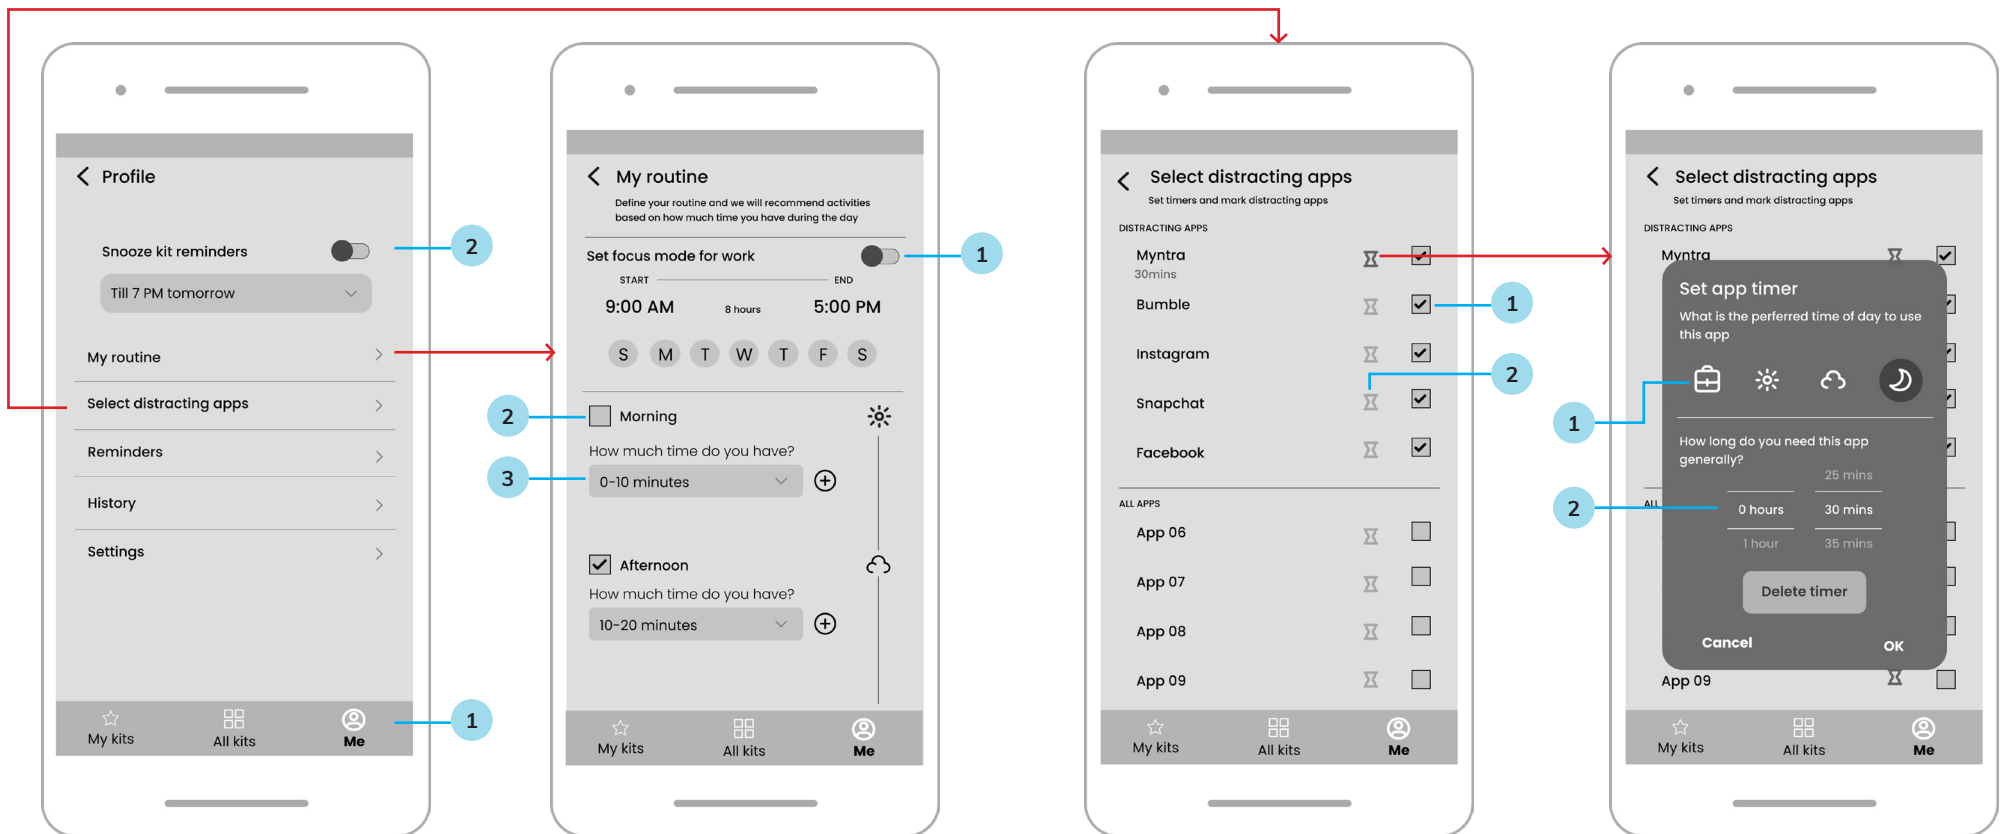 Profile
Snooze kit reminders
2
Till 7 PM tomorrow
My routine
Select distracting apps
Reminders
History
Settings
1
My kits
All kits
Me
My routine
Define your routine and we will recommend activities
based on how much time you have during the day
Set focus mode for work
1
START
END
9:00 AM
8 hours
5:00 PM
S M T W T F S
2
Morning
How much time do you have?
3
0-10 minutes
Afternoon
How much time do you have?
10-20 minutes
My kits
All kits
Me
Select distracting apps
Set timers and mark distracting apps
DISTRACTING APPS
Myntra
30mins
Bumble
1
Instagram
2
Snapchat
Facebook
ALL APPS
App 06
App 07
App 08
App 09
My kits
All kits
Me
Select distracting apps
Set timers and mark distracting apps
DISTRACTING APPS
Myntra
Set app timer
What is the perferred time of day to use
this app
1
How long do you need this app
generally?
25 mins
2
ALL
0 hours
30 mins
1 hour
35 mins
Delete timer
Cancel
OK
App 09
My kits
All kits
Me